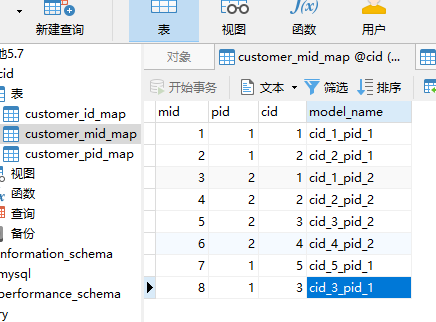 新建查询 表 视图 函数 用户
5.7 对象 customer_mid_map @cid (...
cid 开始事务 文本 筛选 排序
表 mid pid cid model_name
customer_id_map 1 1 1 cid_1_pid_1
customer_mid_map 2 1 2 cid_2_pid_1
customer_pid_map 3 2 1 cid_1_pid_2
视图 4 2 2 cid_2_pid_2
函数 5 2 3 cid_3_pid_2
查询 6 2 4 cid_4_pid_2
备份 7 1 5 cid_5_pid_1
nformation_schema 8 1 3 cid_3_pid_1
mysql
performance_schema
ry